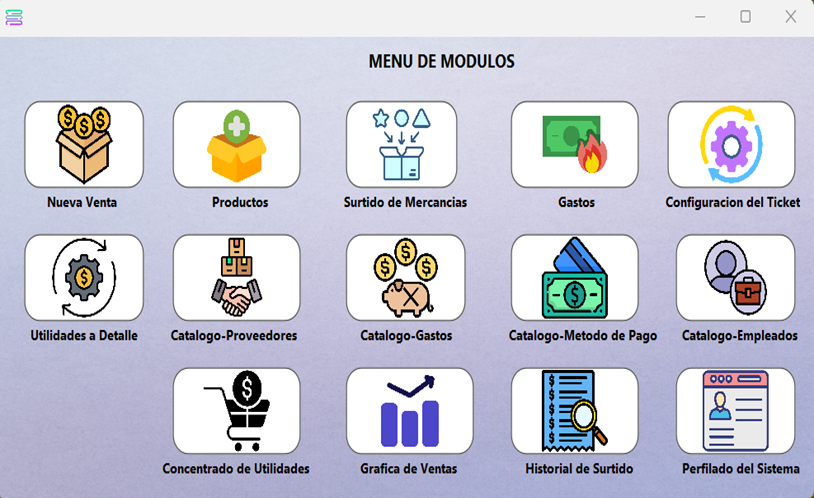 MENU DE MODULOS
Nueva Venta
Productos
Surtido de Mercancias
Gastos
Configuracion del Ticket
Utilidades a Detalle
Catalogo-Proveedores
Catalogo-Gastos
Catalogo-Metodo de Pago
Catalogo-Empleados
Concentrado de Utilidades
Grafica de Ventas
Historial de Surtido
Perfilado del Sistema